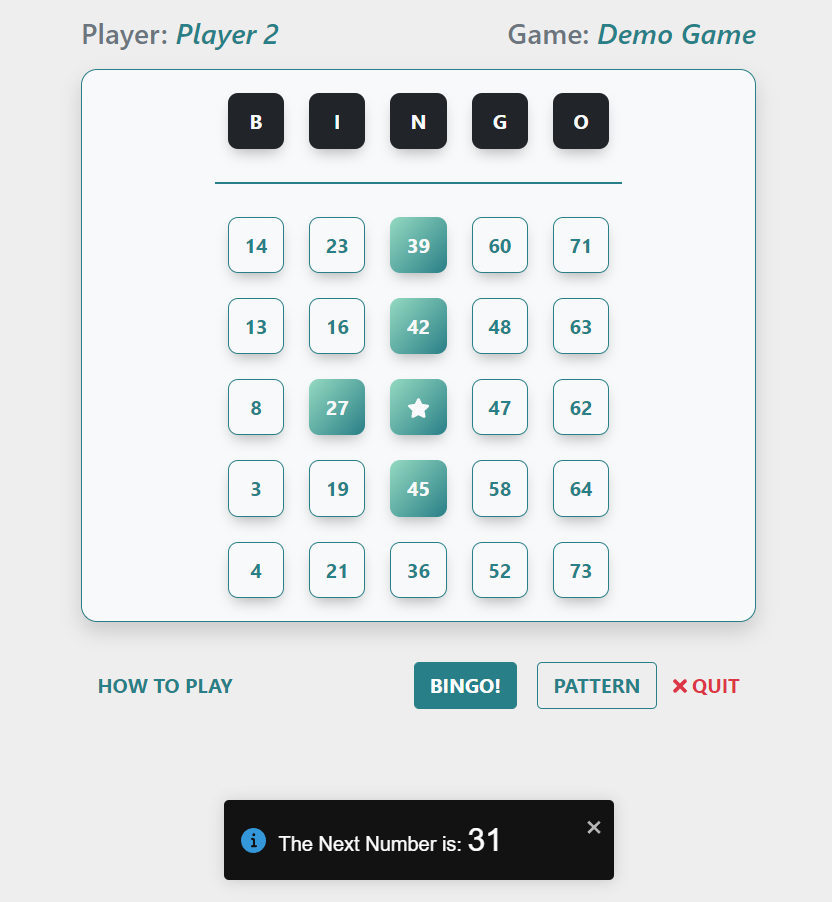 Player: Player 2 Game: Demo Game
B I N G O
14 23 39 60 71
13 16 42 48 63
8 27 47 62
3 19 45 58 64
4 21 36 52 73
HOW TO PLAY BINGO! PATTERN QUIT
The Next Number is: 31